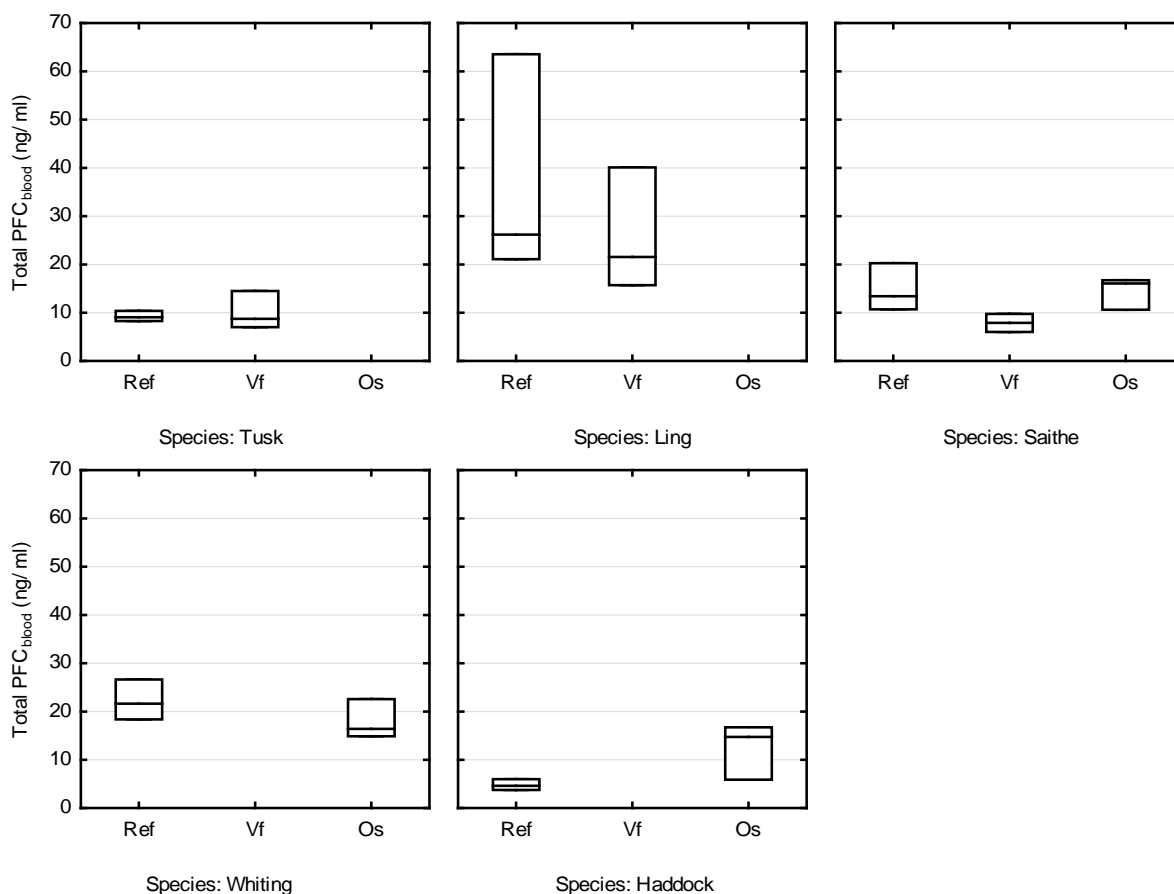 70
60
50
40
30
20
10
0
Total PFCblood (ng/ml)
Ref Vf Os
Species: Tusk
Ref Vf Os
Species: Ling
Ref Vf Os
Species: Saithe
70
60
50
40
30
20
10
0
Total PFCblood (ng/ml)
Ref Vf Os
Species: Whiting
Ref Vf Os
Species: Haddock